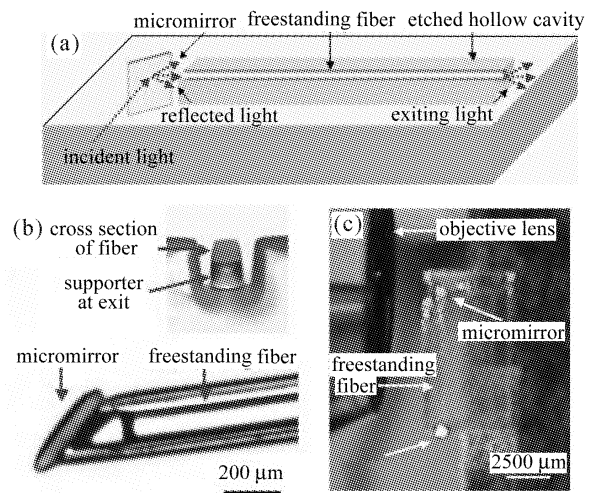 (a)
micromirror
freestanding fiber
etched hollow cavity
reflected light
exiting light
incident light
(b)
cross section
of fiber
supporter
at exit
micromirror
freestanding fiber
200 μm
(c)
objective lens
micromirror
freestanding
fiber
2500 μm